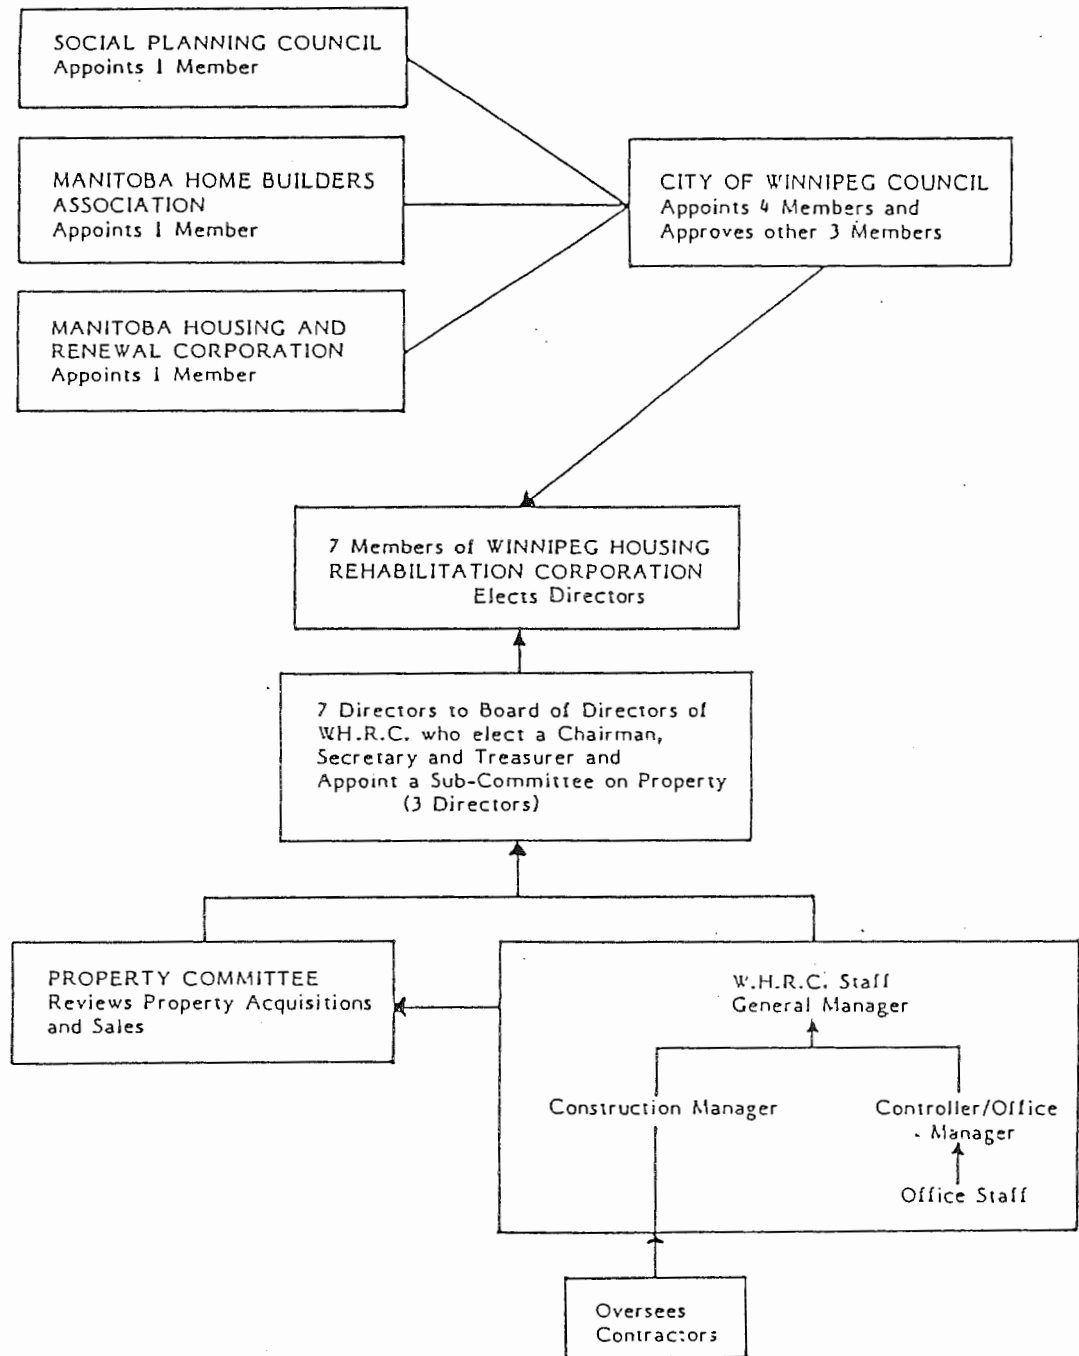 SOCIAL PLANNING COUNCIL
Appoints 1 Member
MANITOBA HOME BUILDERS
ASSOCIATION
Appoints 1 Member
MANITOBA HOUSING AND
RENEWAL CORPORATION
Appoints 1 Member
CITY OF WINNIPEG COUNCIL
Appoints 4 Members and
Approves other 3 Members
7 Members of WINNIPEG HOUSING
REHABILITATION CORPORATION
Elects Directors
7 Directors to Board of Directors of
WH.R.C. who elect a Chairman,
Secretary and Treasurer and
Appoint a Sub-Committee on Property
(3 Directors)
PROPERTY COMMITTEE
Reviews Property Acquisitions
and Sales
W.H.R.C. Staff
General Manager
Construction Manager
Controller/Office
Manager
Office Staff
Oversees
Contractors